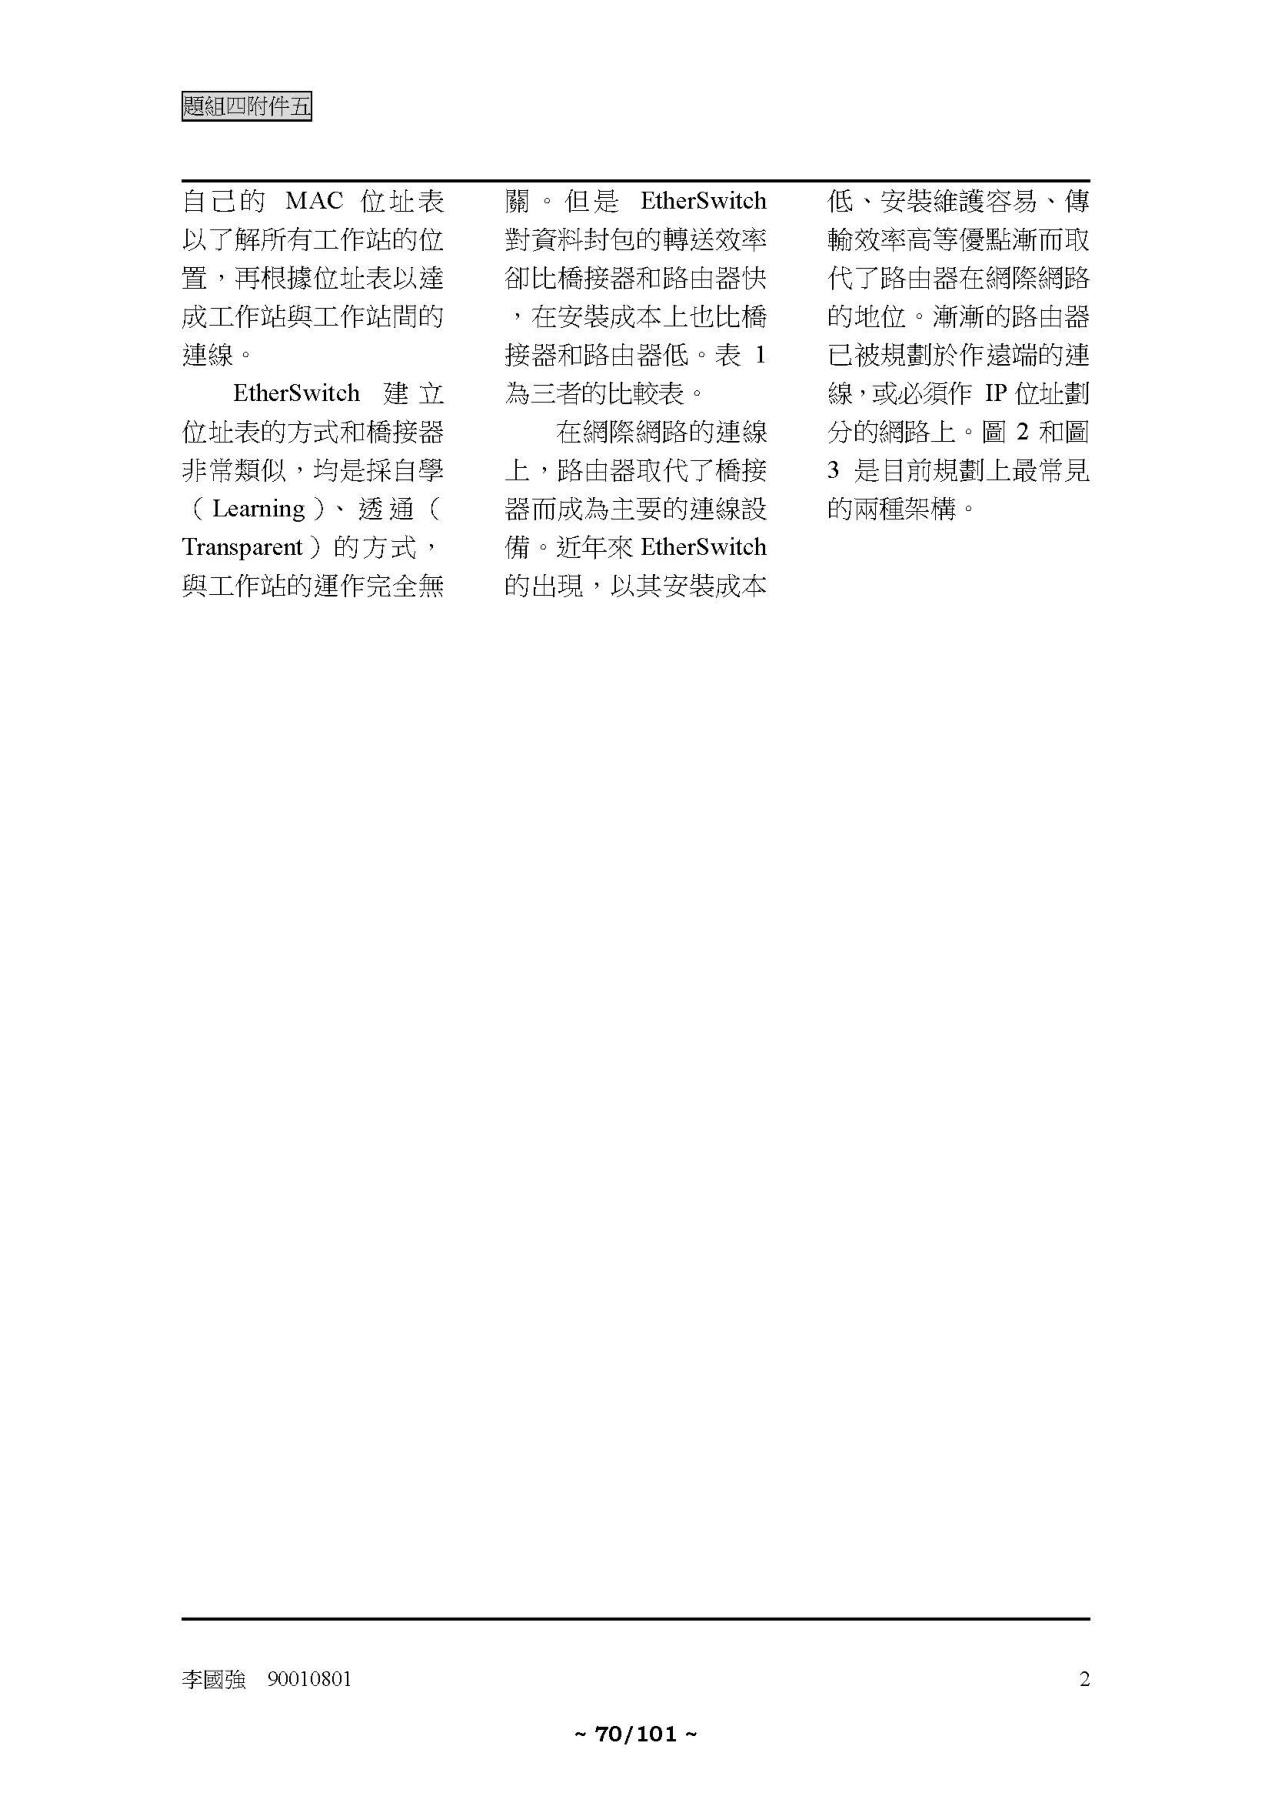 題組四附件五
自己的 MAC 位址表
以了解所有工作站的位
置，再根據位址表以達
成工作站與工作站間的
連線。
EtherSwitch 建立
位址表的方式和橋接器
非常類似，均是採自學
（Learning）、透通（
Transparent）的方式，
與工作站的運作完全無
關。但是 EtherSwitch
對資料封包的轉送效率
卻比橋接器和路由器快
，在安裝成本上也比橋
接器和路由器低。表 1
為三者的比較表。
在網際網路的連線
上，路由器取代了橋接
器而成為主要的連線設
備。近年來 EtherSwitch
的出現，以其安裝成本
低、安裝維護容易、傳
輸效率高等優點漸而取
代了路由器在網際網路
的地位。漸漸的路由器
已被規劃於作遠端的連
線，或必須作 IP 位址劃
分的網路上。圖 2 和圖
3 是目前規劃上最常見
的兩種架構。
李國強　90010801 2
~ 70/101 ~